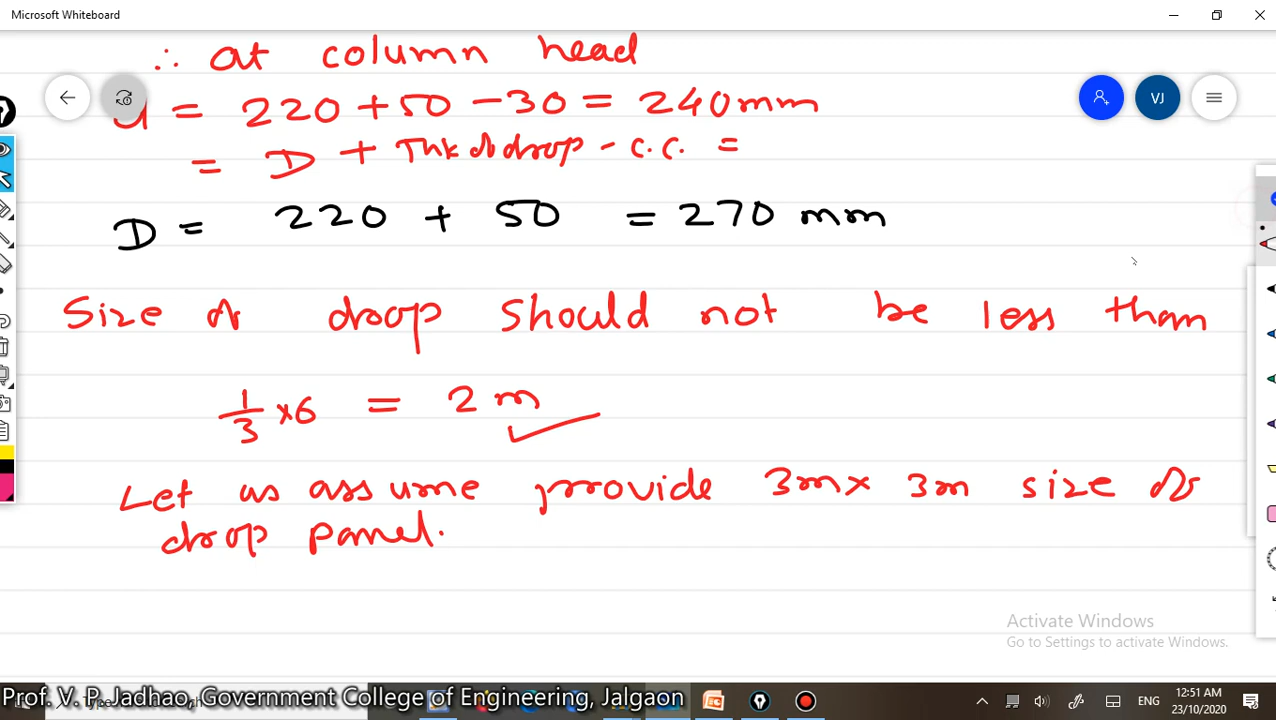 Microsoft Whiteboard
∴ at column head
d = 220 + 50 - 30 = 240mm
= D + Thk of drop - c.c. =
D = 220 + 50 = 270 mm
VJ
Size of drop should not be less than
1/3 x 6 = 2 m
Let us assume provide 3m x 3m size of
drop panel.
Activate Windows
Go to Settings to activate Windows.
Prof. V. P. Jadhao, Government College of Engineering, Jalgaon
ENG
12:51 AM
23/10/2020